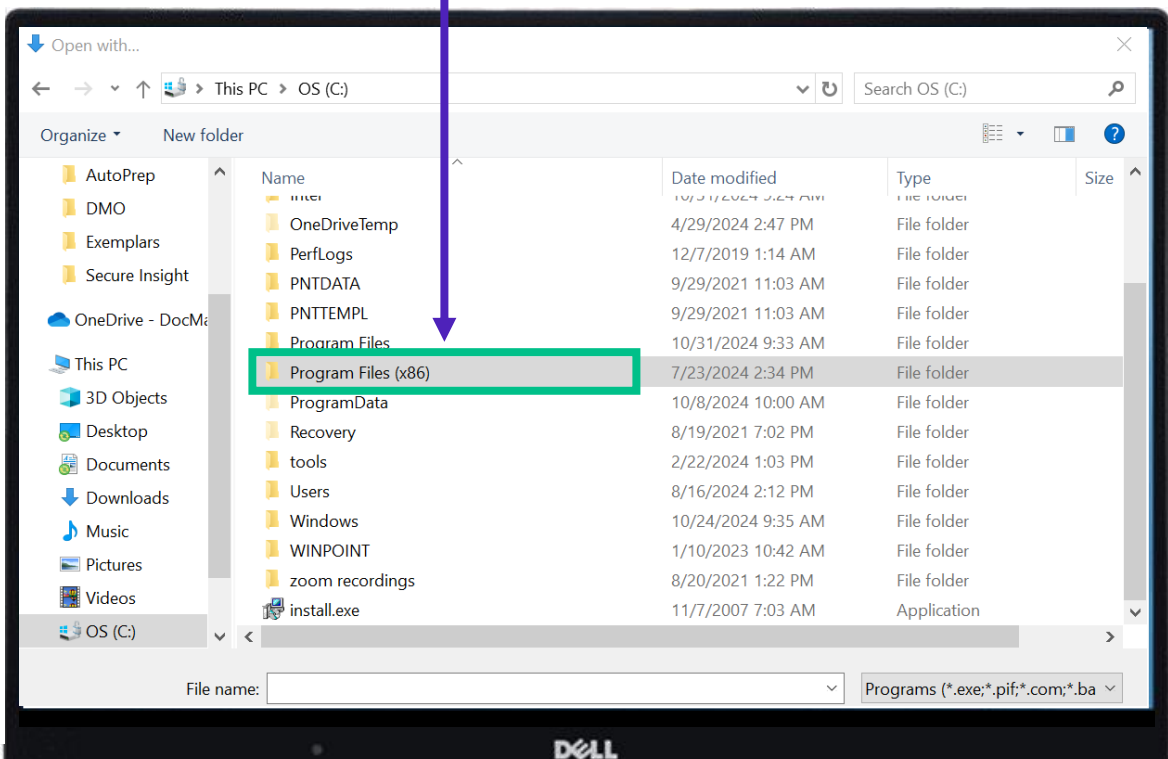 Open with...
This PC > OS (C:)
Search OS (C:)
Organize
New folder
?
AutoPrep
DMO
Exemplars
Secure Insight
OneDrive - DocMa
This PC
3D Objects
Desktop
Documents
Downloads
Music
Pictures
Videos
OS (C:)
Name Date modified Type Size
Intel 10/31/2024 9:24 AM File folder
OneDriveTemp 4/29/2024 2:47 PM File folder
PerfLogs 12/7/2019 1:14 AM File folder
PNTDATA 9/29/2021 11:03 AM File folder
PNTTEMPL 9/29/2021 11:03 AM File folder
Program Files 10/31/2024 9:33 AM File folder
Program Files (x86) 7/23/2024 2:34 PM File folder
ProgramData 10/8/2024 10:00 AM File folder
Recovery 8/19/2021 7:02 PM File folder
tools 2/22/2024 1:03 PM File folder
Users 8/16/2024 2:12 PM File folder
Windows 10/24/2024 9:35 AM File folder
WINPOINT 1/10/2023 10:42 AM File folder
zoom recordings 8/20/2021 1:22 PM File folder
install.exe 11/7/2007 7:03 AM Application
File name:
Programs (*.exe;*.pif;*.com;*.ba
DELL